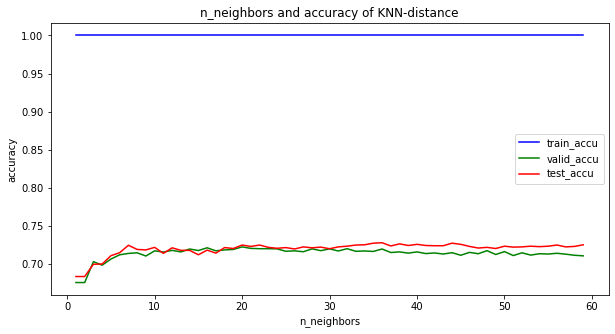 n_neighbors and accuracy of KNN-distance
1.00
0.95
0.90
0.85
0.80
0.75
0.70
accuracy
train_accu
valid_accu
test_accu
0 10 20 30 40 50 60
n_neighbors